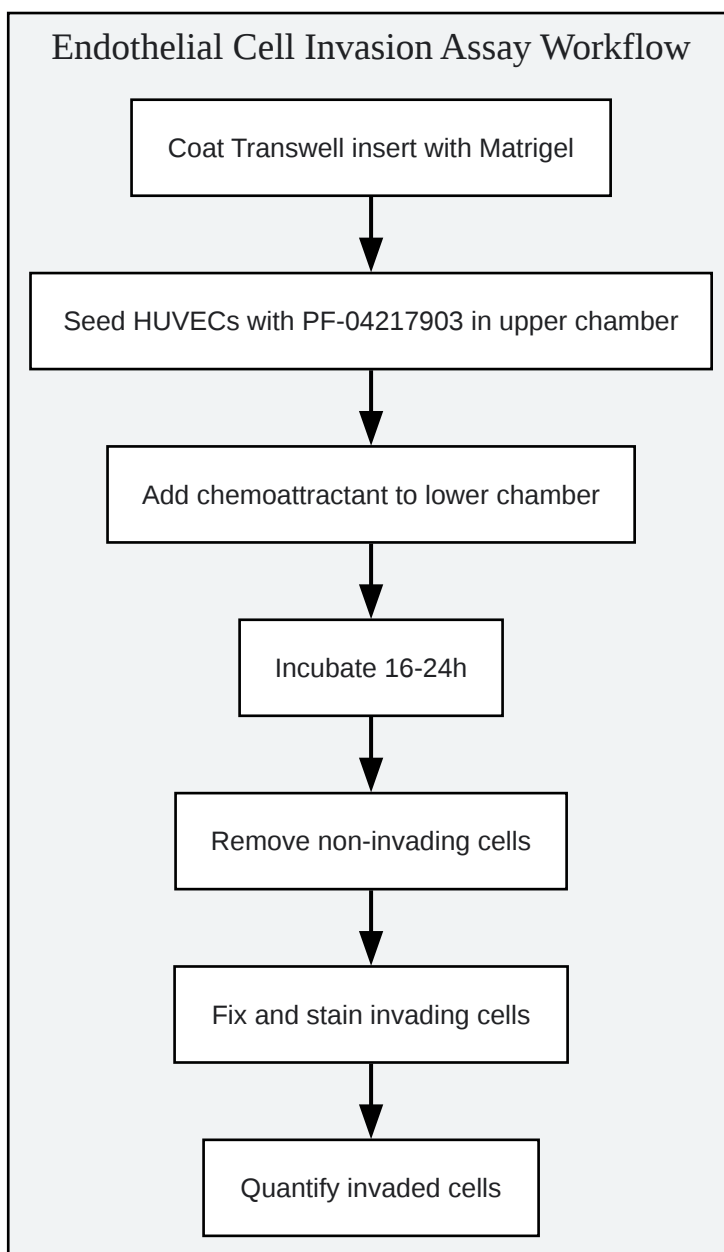 Endothelial Cell Invasion Assay Workflow
Coat Transwell insert with Matrigel
Seed HUVECs with PF-04217903 in upper chamber
Add chemoattractant to lower chamber
Incubate 16-24h
Remove non-invading cells
Fix and stain invading cells
Quantify invaded cells